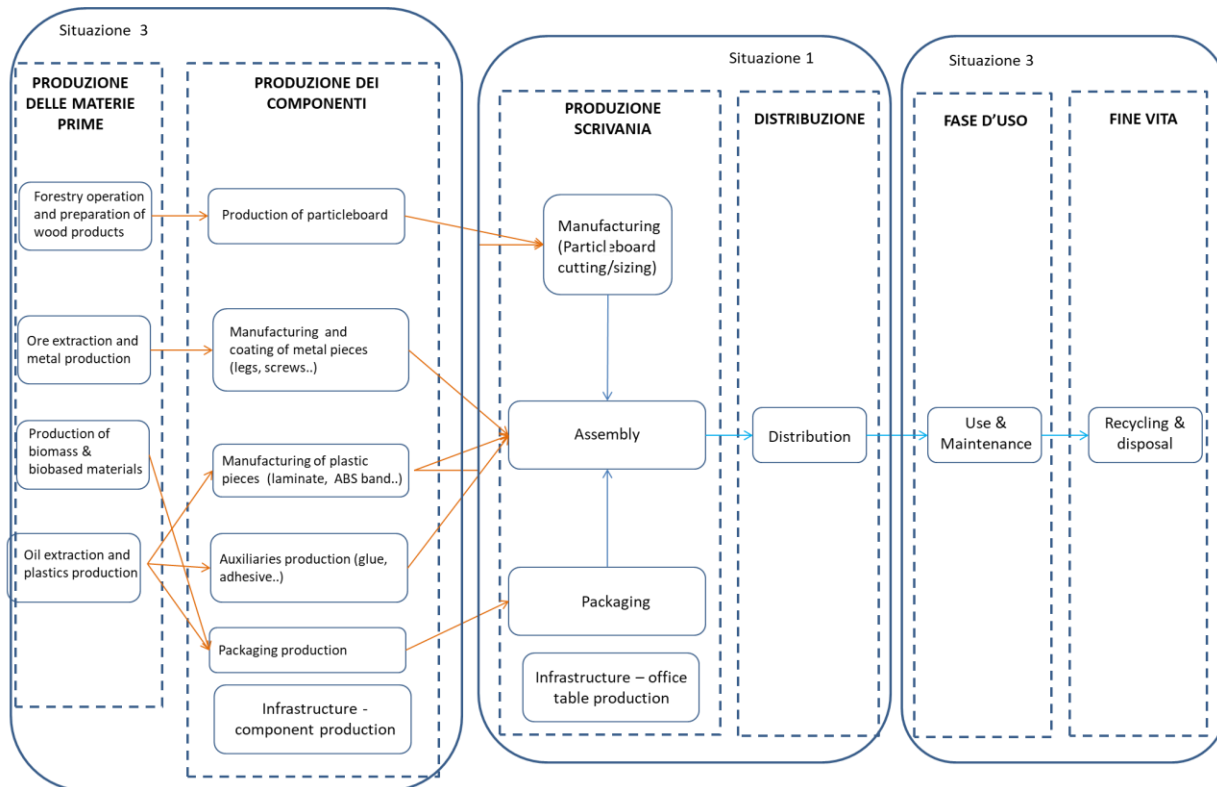 Situazione 3
PRODUZIONE
DELLE MATERIE
PRIME
Forestry operation
and preparation of
wood products
Ore extraction and
metal production
Production of
biomass &
biobased materials
Oil extraction and
plastics production
PRODUZIONE DEI
COMPONENTI
Production of particleboard
Manufacturing and
coating of metal pieces
(legs, screws..)
Manufacturing of plastic
pieces (laminate, ABS band..)
Auxiliaries production (glue,
adhesive..)
Packaging production
Infrastructure -
component production
Situazione 1
PRODUZIONE
SCRIVANIA
Manufacturing
(Particleboard
cutting/sizing)
Assembly
Packaging
Infrastructure – office
table production
DISTRIBUZIONE
Distribution
Situazione 3
FASE D'USO
Use &
Maintenance
FINE VITA
Recycling &
disposal